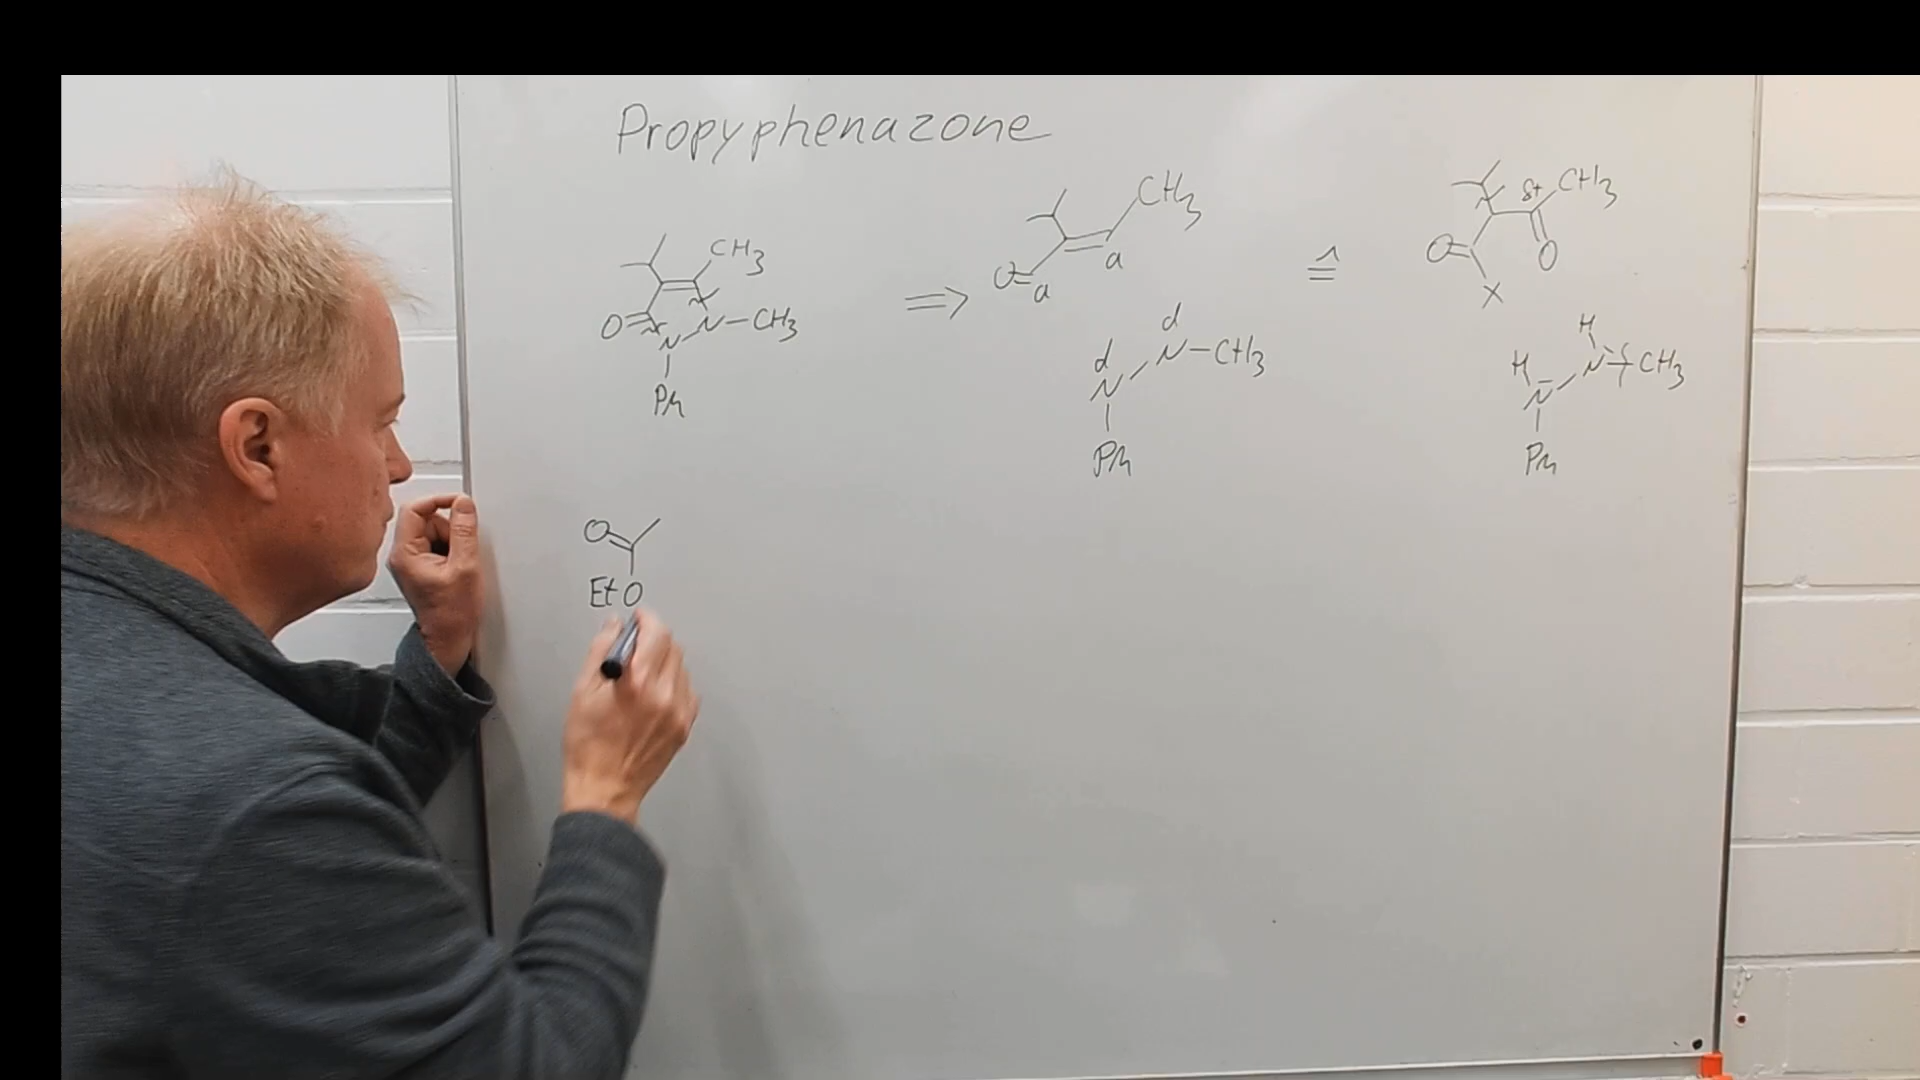 Propyphenazone
CH3
O
N
N-CH3
Ph
⇒
CH3
O
a
a
d
d
N
N-CH3
Ph
≙
δ+
CH3
O
O
X
H
H
N
N
CH3
Ph
O
EtO